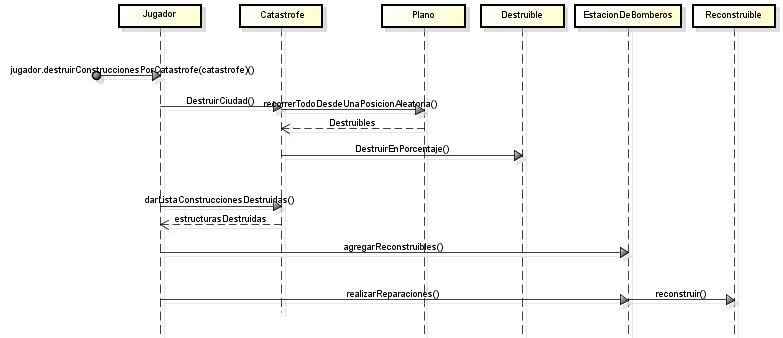 Jugador
Catastrofe
Plano
Destruible
EstacionDeBomberos
Reconstruible
jugador.destruirConstruccionesPorCatastrofe(catastrofe)()
DestruirCiudad()
recorrerTodoDesdeUnaPosicionAleatoria()
Destruibles
DestruirEnPorcentaje()
darListaConstruccionesDestruidas()
estructurasDestruidas
agregarReconstruibles()
realizarReparaciones()
reconstruir()